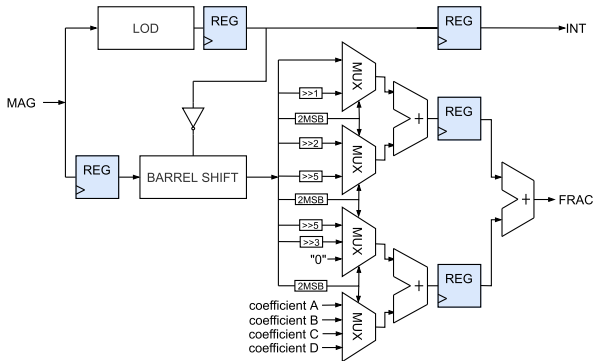 LOD
REG
REG
INT
MAG
REG
BARREL SHIFT
MUX
>>1
2MSB
+
REG
>>2
MUX
>>5
2MSB
+
FRAC
>>5
>>3
"0"
MUX
2MSB
+
REG
coefficient A
coefficient B
coefficient C
coefficient D
MUX